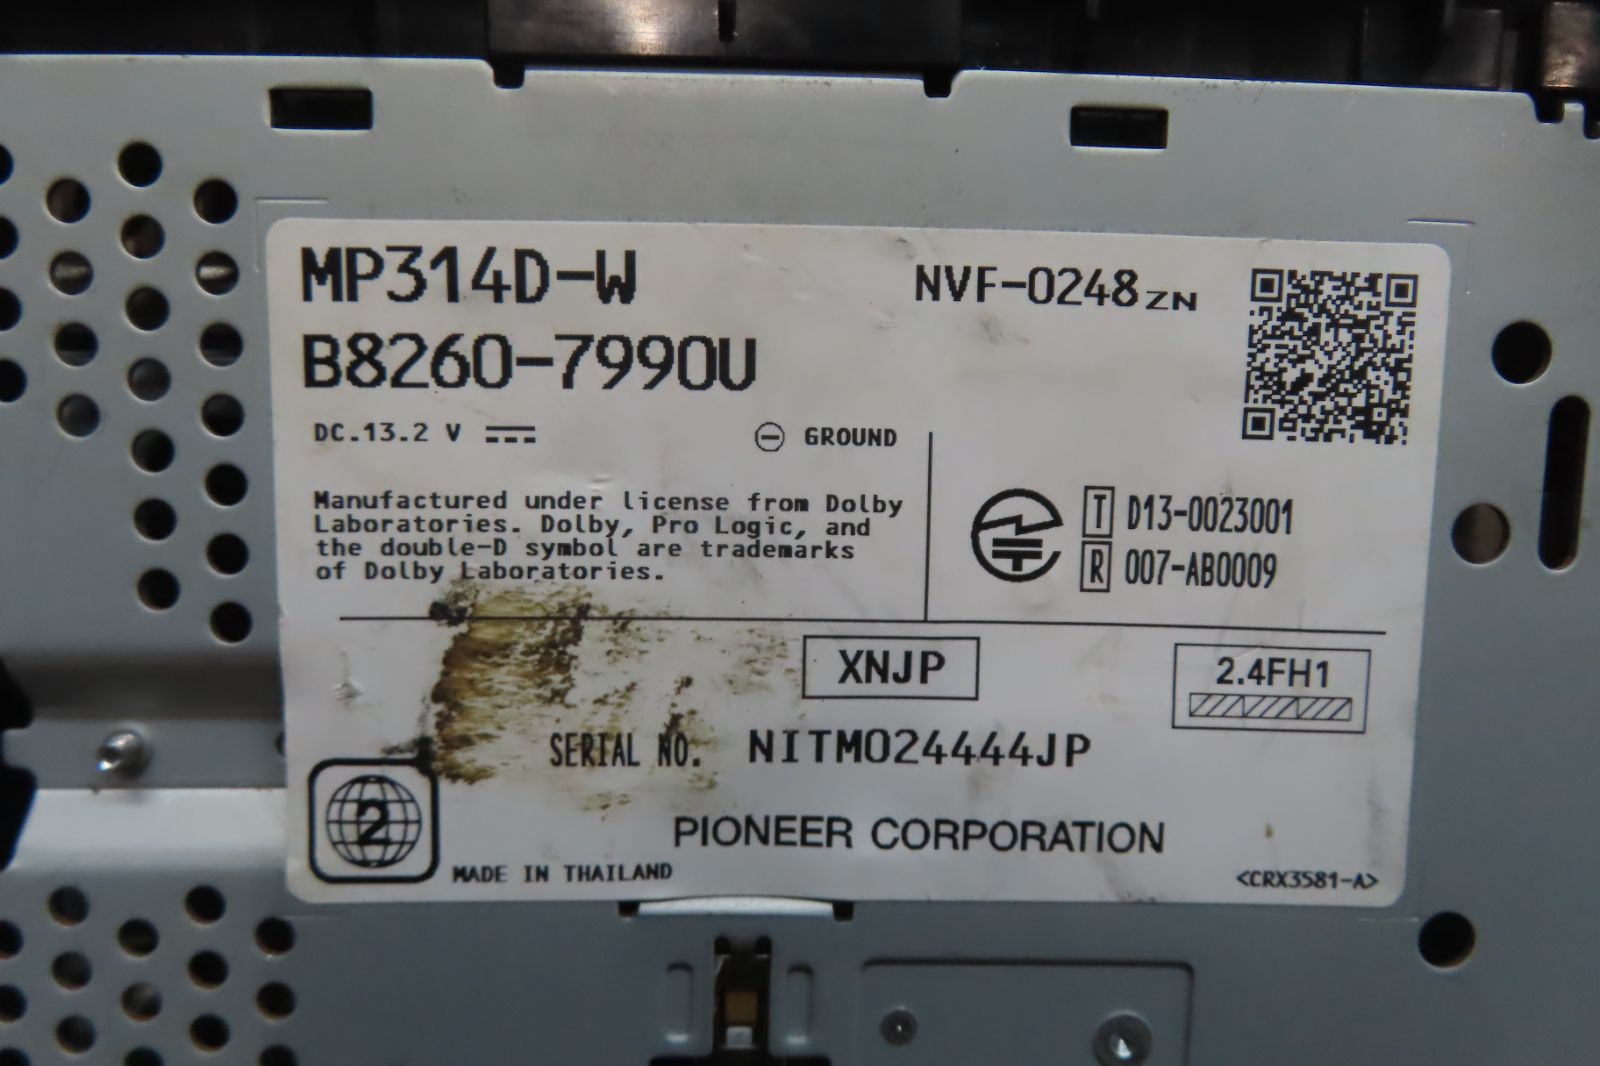 MP314D-W
NVF-0248ZN
B8260-7990U
DC.13.2 V
GROUND
Manufactured under license from Dolby
Laboratories. Dolby, Pro Logic, and
the double-D symbol are trademarks
of Dolby Laboratories.
T D13-0023001
R 007-AB0009
XNJP
2.4FH1
SERIAL NO. NITM024444JP
2
PIONEER CORPORATION
MADE IN THAILAND
<CRX3581-A>